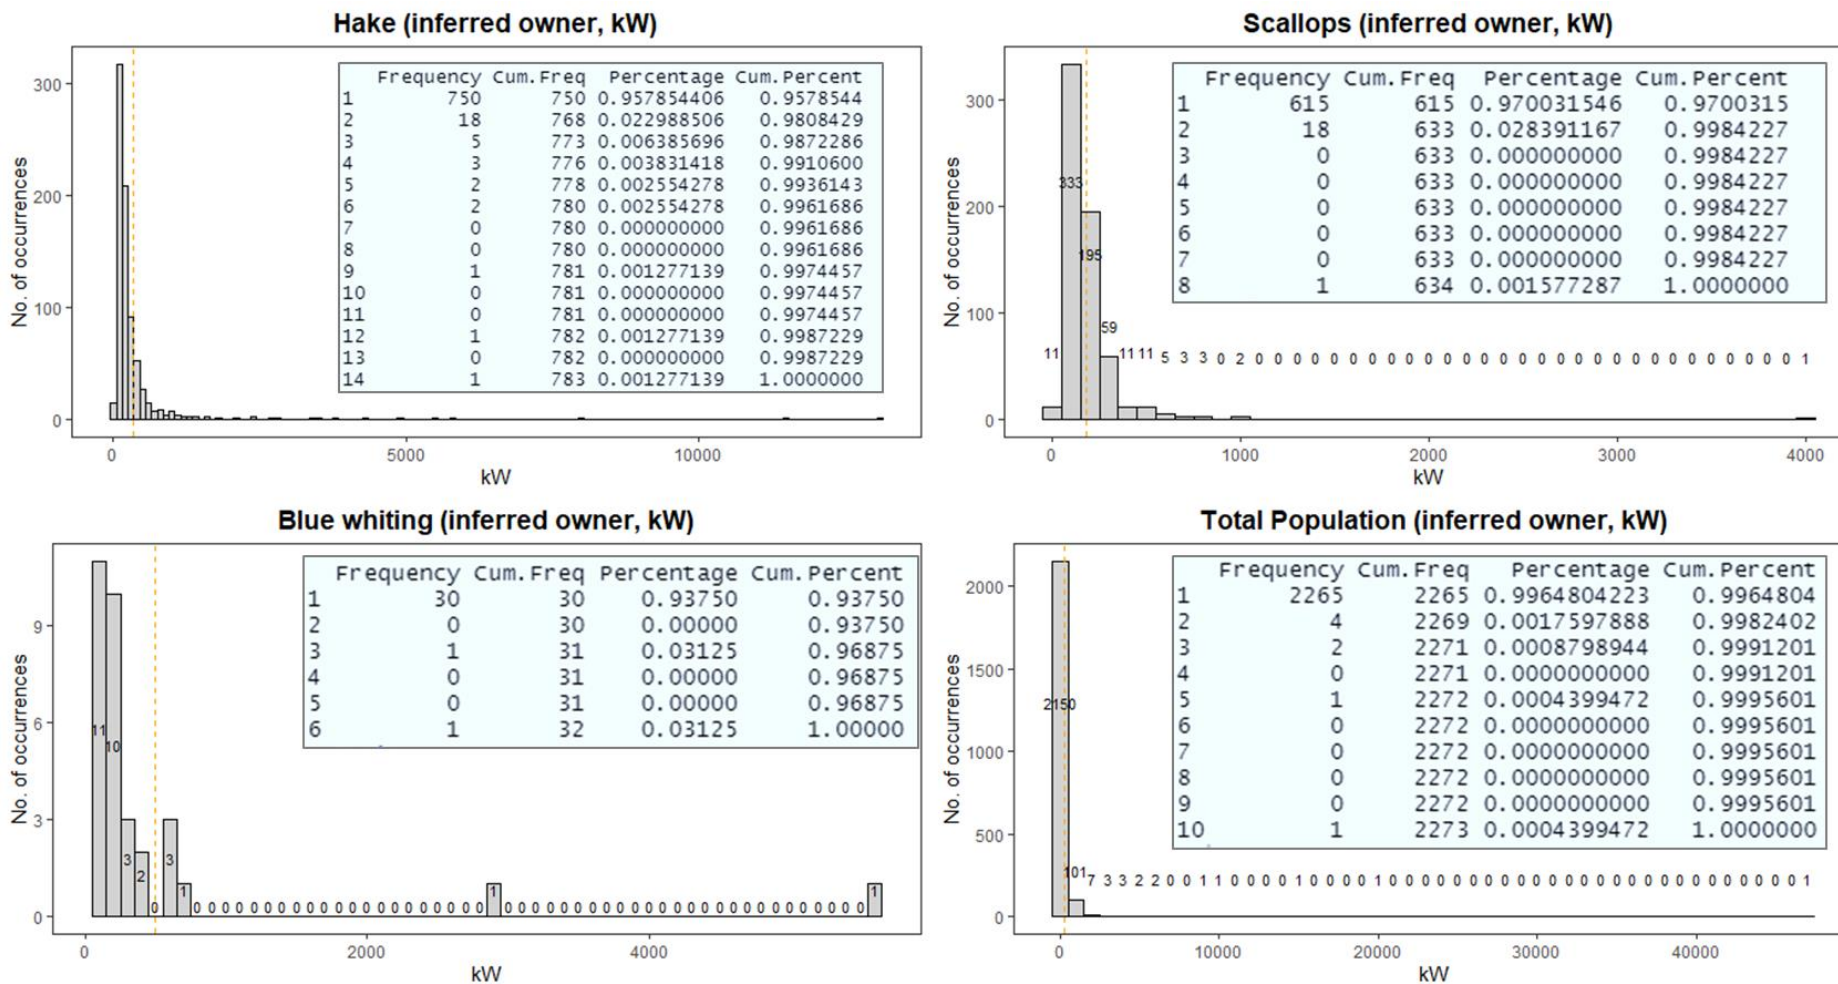 Hake (inferred owner, kW)
No. of occurrences
300
200
100
0
Frequency Cum.Freq Percentage Cum.Percent
1 750 750 0.957854406 0.9578544
2 18 768 0.022988506 0.9808429
3 5 773 0.006385696 0.9872286
4 3 776 0.003831418 0.9910600
5 2 778 0.002554278 0.9936143
6 2 780 0.002554278 0.9961686
7 0 780 0.000000000 0.9961686
8 0 780 0.000000000 0.9961686
9 1 781 0.001277139 0.9974457
10 0 781 0.000000000 0.9974457
11 0 781 0.000000000 0.9974457
12 1 782 0.001277139 0.9987229
13 0 782 0.000000000 0.9987229
14 1 783 0.001277139 1.0000000
0 5000 10000
kW
Scallops (inferred owner, kW)
No. of occurrences
300
200
100
0
Frequency Cum.Freq Percentage Cum.Percent
1 615 615 0.970031546 0.9700315
2 18 633 0.028391167 0.9984227
3 0 633 0.000000000 0.9984227
4 0 633 0.000000000 0.9984227
5 0 633 0.000000000 0.9984227
6 0 633 0.000000000 0.9984227
7 0 633 0.000000000 0.9984227
8 1 634 0.001577287 1.0000000
333
195
59
11 11 11 5 3 3 0 2 0 0 0 0 0 0 0 0 0 0 0 0 0 0 0 0 0 0 0 0 0 0 0 0 0 1
0 1000 2000 3000 4000
kW
Blue whiting (inferred owner, kW)
No. of occurrences
9
6
3
0
Frequency Cum.Freq Percentage Cum.Percent
1 30 30 0.93750 0.93750
2 0 30 0.00000 0.93750
3 1 31 0.03125 0.96875
4 0 31 0.00000 0.96875
5 0 31 0.00000 0.96875
6 1 32 0.03125 1.00000
11
10
3 3
2 1 1 1
0 0 0 0 0 0 0 0 0 0 0 0 0 0 0 0 0 0 0 0 0 0 0 0 0 0 0 0 0 0 0 0 0 0 0 0 0 0 0 0 0 0 0 0 0 0 0 0
0 2000 4000
kW
Total Population (inferred owner, kW)
No. of occurrences
2000
1500
1000
500
0
Frequency Cum.Freq Percentage Cum.Percent
1 2265 2265 0.9964804223 0.9964804
2 4 2269 0.0017597888 0.9982402
3 2 2271 0.0008798944 0.9991201
4 0 2271 0.0000000000 0.9991201
5 1 2272 0.0004399472 0.9995601
6 0 2272 0.0000000000 0.9995601
7 0 2272 0.0000000000 0.9995601
8 0 2272 0.0000000000 0.9995601
9 0 2272 0.0000000000 0.9995601
10 1 2273 0.0004399472 1.0000000
2150
101 7 3 3 2 2 0 0 1 1 0 0 0 0 1 0 0 0 0 1 0 0 0 0 0 0 0 0 0 0 0 0 0 0 0 0 0 0 0 0 0 0 0 0 0 0 1
0 10000 20000 30000 40000
kW